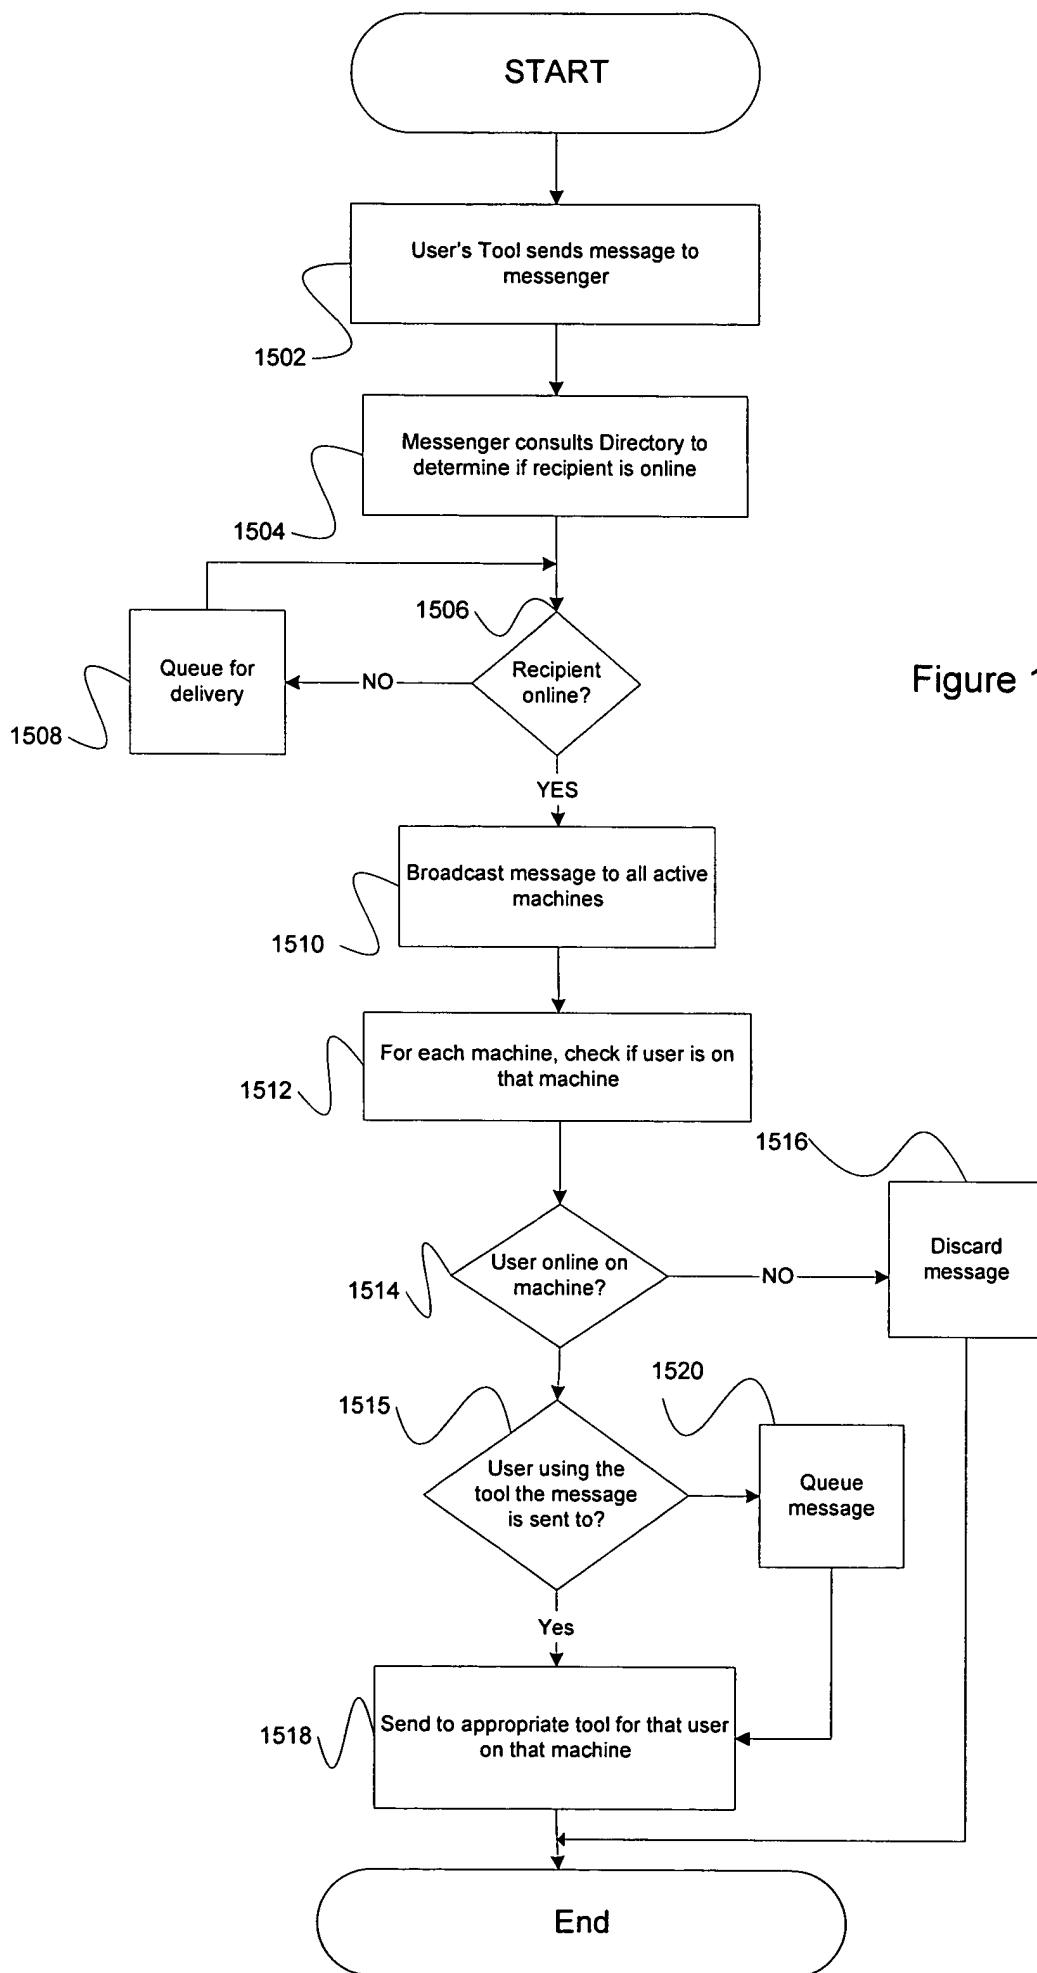 START
User's Tool sends message to
messenger
1502
Messenger consults Directory to
determine if recipient is online
1504
1506
Recipient
online?
NO
Queue for
delivery
1508
Figure 1
YES
Broadcast message to all active
machines
1510
For each machine, check if user is on
that machine
1512
1516
Discard
message
User online on
machine?
NO
1514
1520
1515
User using the
tool the message
is sent to?
Queue
message
Yes
Send to appropriate tool for that user
on that machine
1518
End